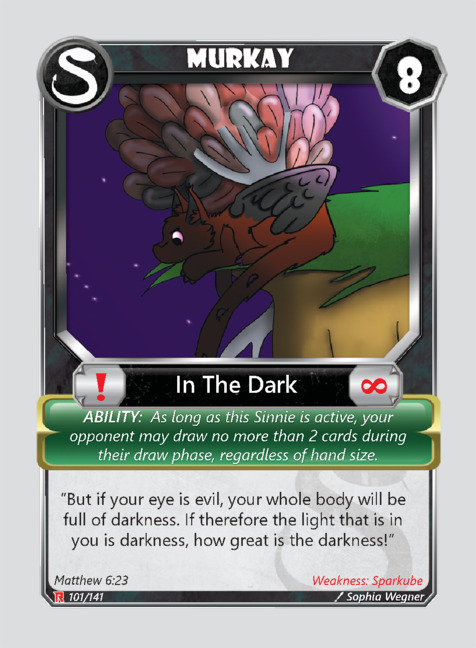 S
MURKAY
8
! In The Dark ∞
ABILITY: As long as this Sinnie is active, your
opponent may draw no more than 2 cards during
their draw phase, regardless of hand size.
"But if your eye is evil, your whole body will be
full of darkness. If therefore the light that is in
you is darkness, how great is the darkness!"
Matthew 6:23
Weakness: Sparkube
R 101/141
Sophia Wegner